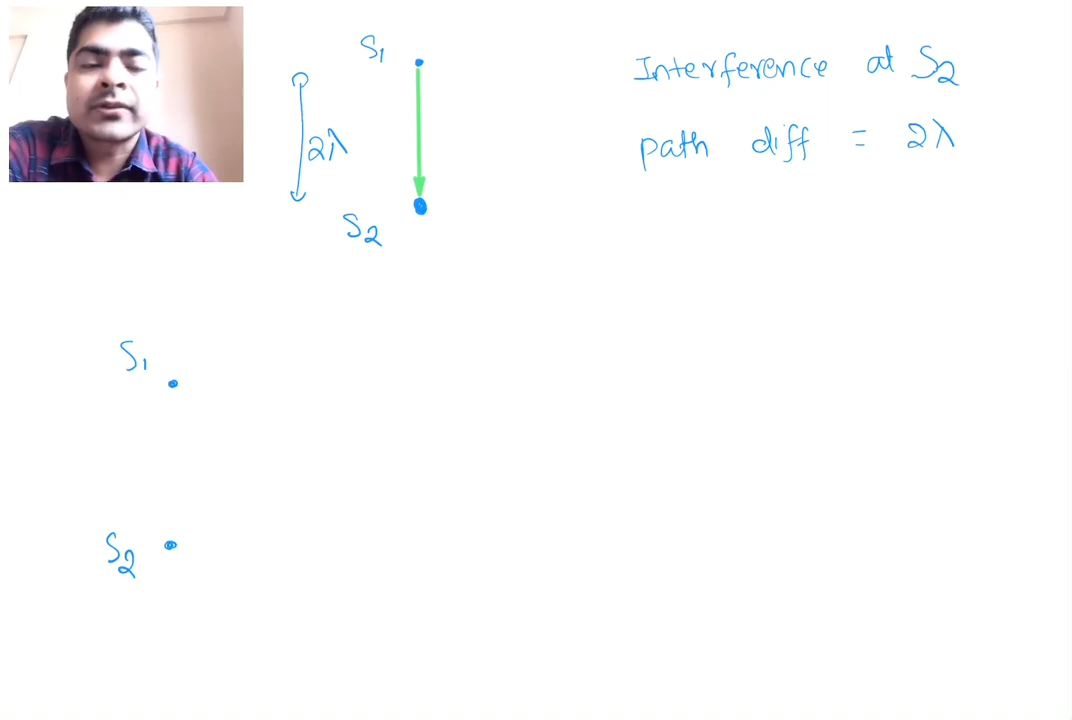 S1
2λ
S2
Interference at S2
path diff = 2λ
S1
S2